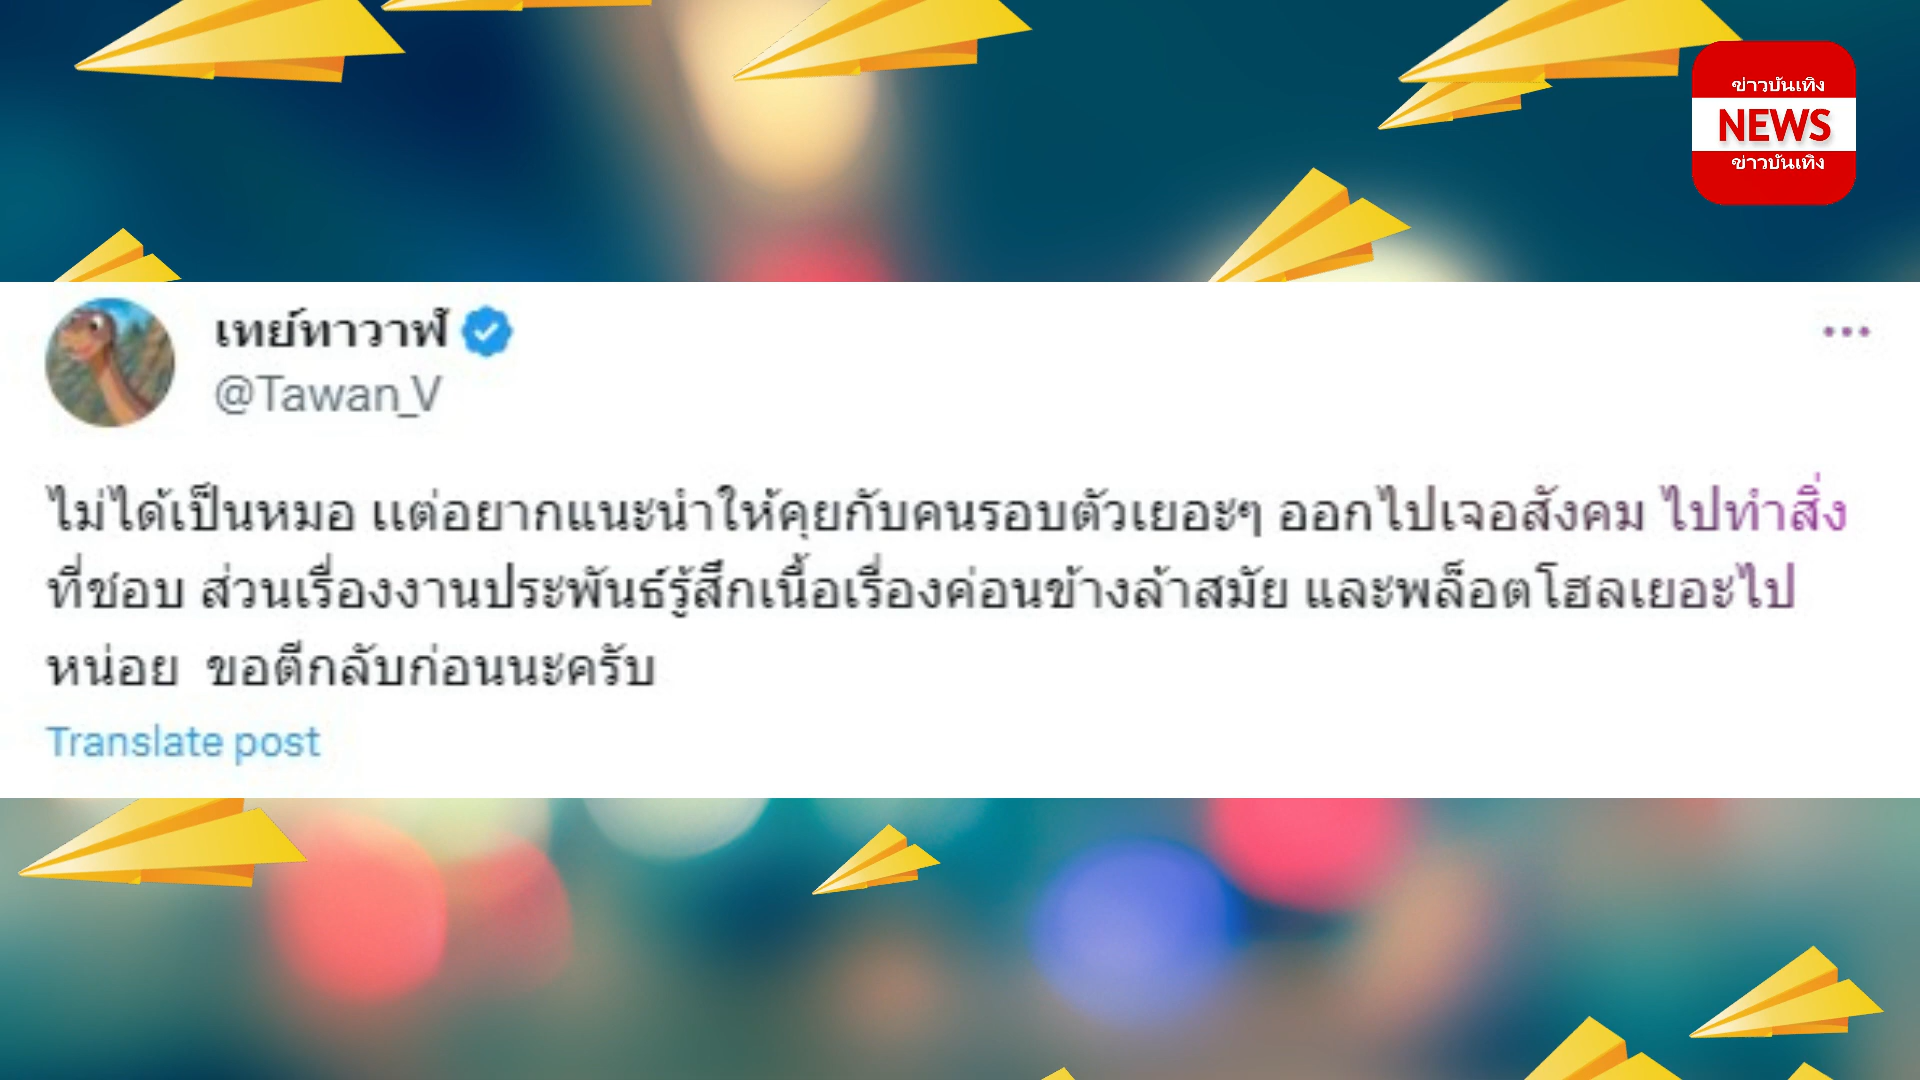 ข่าวบันเทิง
NEWS
ข่าวบันเทิง
เทย์ทาวาฬ
@Tawan_V
ไม่ได้เป็นหมอ แต่อยากแนะนำให้คุยกับคนรอบตัวเยอะๆ ออกไปเจอสังคม ไปทำสิ่ง
ที่ชอบ ส่วนเรื่องงานประพันธ์รู้สึกเนื้อเรื่องค่อนข้างล้าสมัย และพล็อตโฮลเยอะไป
หน่อย ขอตีกลับก่อนนะครับ
Translate post